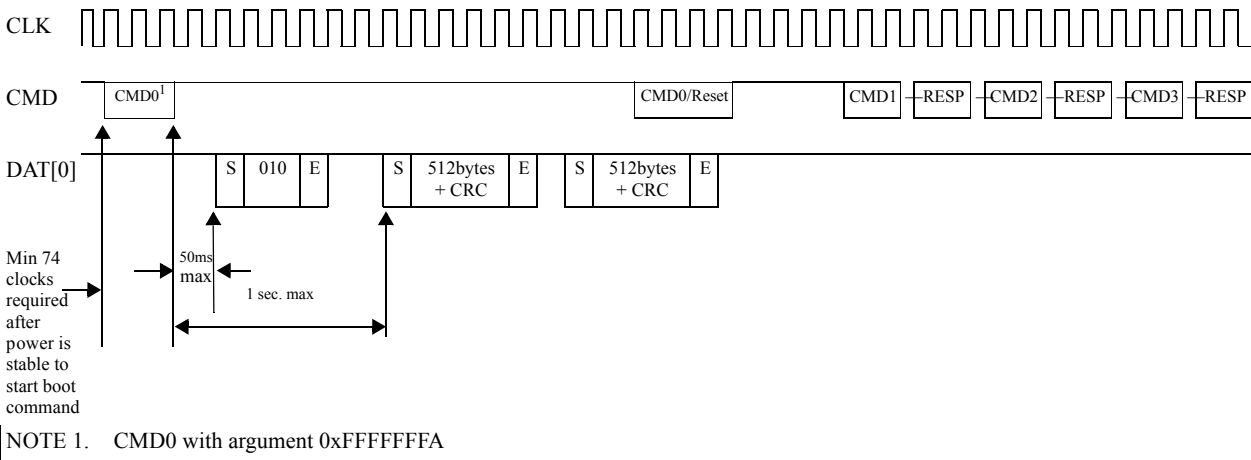 CLK
CMD
CMD0¹
CMD0/Reset
CMD1
RESP
CMD2
RESP
CMD3
RESP
DAT[0]
S
010
E
S
512bytes
+ CRC
E
S
512bytes
+ CRC
E
50ms
max
1 sec. max
Min 74
clocks
required
after
power is
stable to
start boot
command
NOTE 1. CMD0 with argument 0xFFFFFFFA